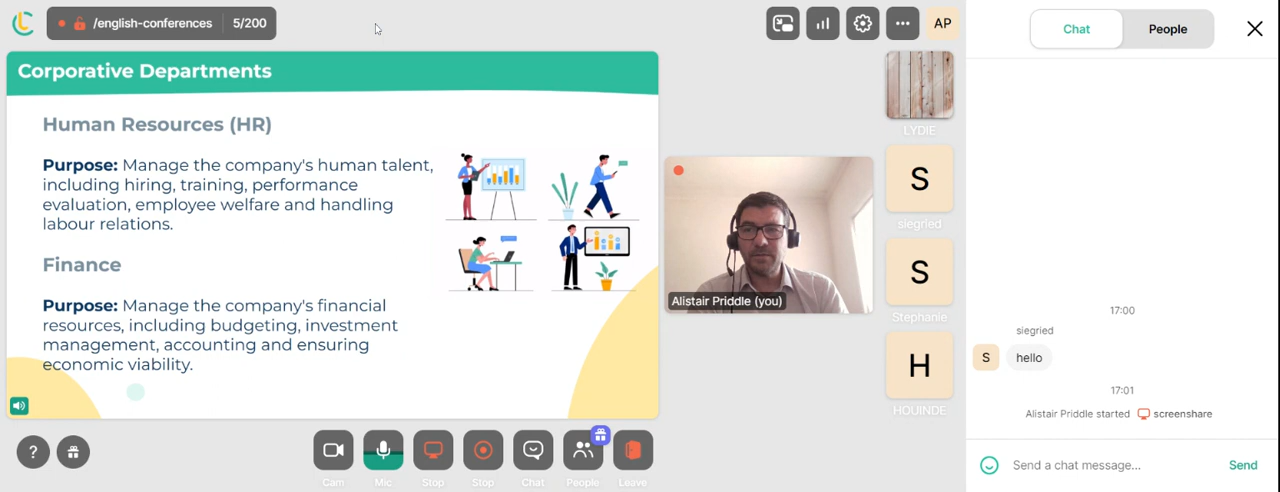 /english-conferences 5/200
AP
Chat People
Corporative Departments
Human Resources (HR)
Purpose: Manage the company's human talent,
including hiring, training, performance
evaluation, employee welfare and handling
labour relations.
Finance
Purpose: Manage the company's financial
resources, including budgeting, investment
management, accounting and ensuring
economic viability.
Alistair Priddle (you)
LYDIE
S
siegried
S
Stephanie
H
HOUINDE
17:00
siegried
S hello
17:01
Alistair Priddle started screenshare
?
Cam Mic Stop Stop Chat People Leave
Send a chat message... Send